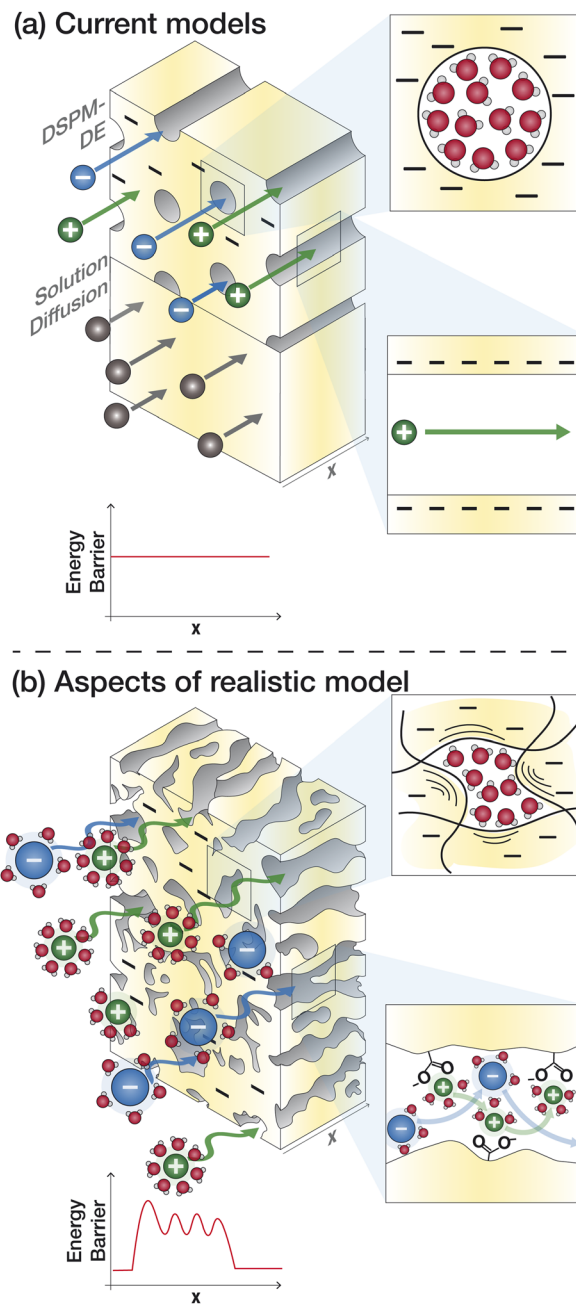 (a) Current models
DSPM-
DE
Solution
Diffusion
x
Energy
Barrier
x
(b) Aspects of realistic model
x
O
O
O
O
O
O
Energy
Barrier
x